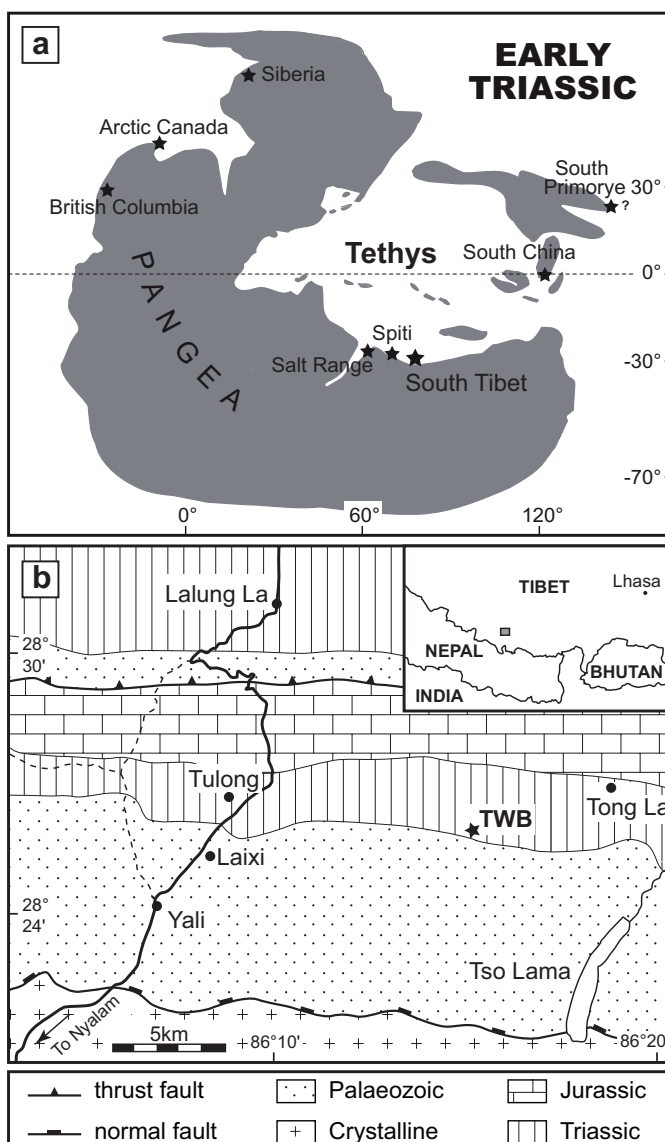 a
EARLY
TRIASSIC
Siberia
Arctic Canada
British Columbia
South
Primorye
?
30°
PANGEA
Tethys
South China
0°
Spiti
Salt Range
South Tibet
-30°
-70°
0°
60°
120°
b
Lalung La
TIBET
Lhasa
NEPAL
INDIA
BHUTAN
28°
30'
Tulong
TWB
Tong La
Laixi
28°
24'
Yali
Tso Lama
To Nyalam
5km
86°10'
86°20
thrust fault
Palaeozoic
Jurassic
normal fault
Crystalline
Triassic